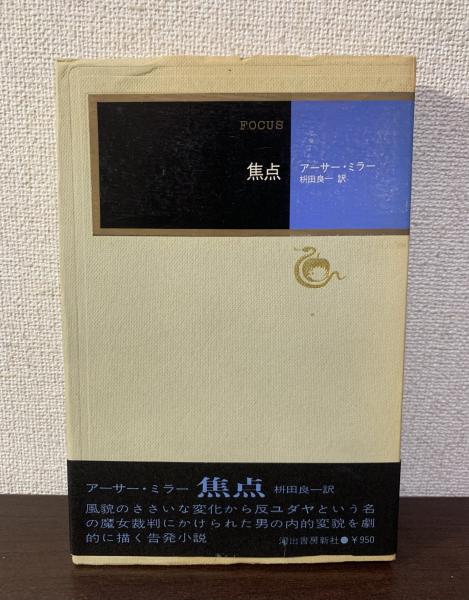 FOCUS
焦点
アーサー・ミラー
枡田良一 訳
アーサー・ミラー 焦点 枡田良一訳
風貌のささいな変化から反ユダヤという名
の魔女裁判にかけられた男の内的変貌を劇
的に描く告発小説
河出書房新社●￥950